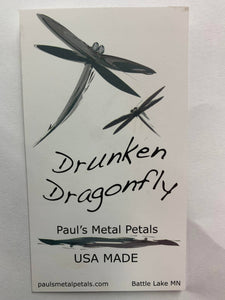 Drunken
Dragonfly
Paul's Metal Petals
USA MADE
paulsmetalpetals.com Battle Lake MN